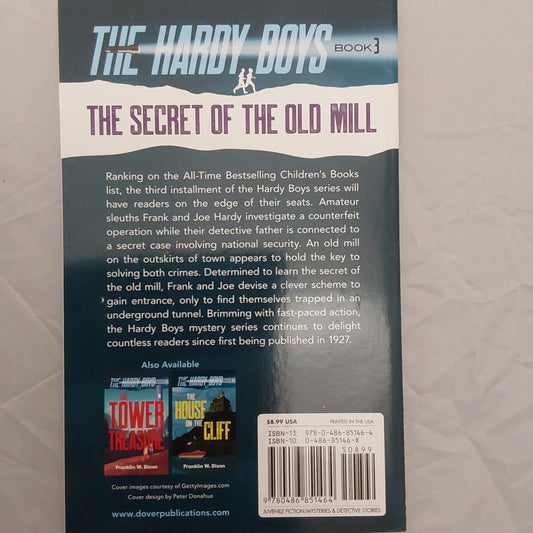 THE HARDY BOYS BOOK 3
THE SECRET OF THE OLD MILL
Ranking on the All-Time Bestselling Children's Books
list, the third installment of the Hardy Boys series will
have readers on the edge of their seats. Amateur
sleuths Frank and Joe Hardy investigate a counterfeit
operation while their detective father is connected to
a secret case involving national security. An old mill
on the outskirts of town appears to hold the key to
solving both crimes. Determined to learn the secret of
the old mill, Frank and Joe devise a clever scheme to
gain entrance, only to find themselves trapped in an
underground tunnel. Brimming with fast-paced action,
the Hardy Boys mystery series continues to delight
countless readers since first being published in 1927.
Also Available
THE HARDY BOYS
THE
TOWER
TREASURE
Franklin W. Dixon
THE HARDY BOYS
THE
HOUSE
ON THE
CLIFF
Franklin W. Dixon
Cover images courtesy of GettyImages.com
Cover design by Peter Donahue
www.doverpublications.com
$8.99 USA PRINTED IN THE USA
ISBN-13: 978-0-486-85146-4
ISBN-10: 0-486-85146-X
50899
9 780486 851464
JUVENILE FICTION/MYSTERIES & DETECTIVE STORIES